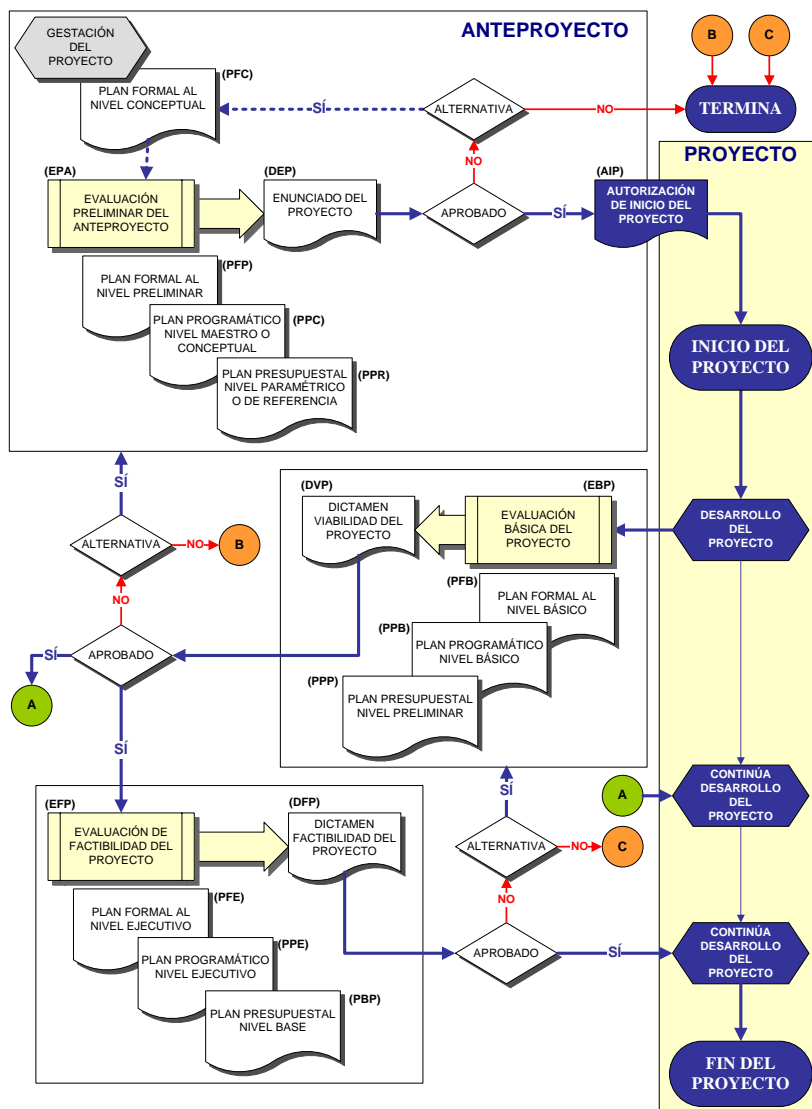 ANTEPROYECTO
GESTACIÓN
DEL
PROYECTO
(PFC)
PLAN FORMAL AL
NIVEL CONCEPTUAL
SÍ
ALTERNATIVA
NO
B
C
TERMINA
PROYECTO
(EPA)
EVALUACIÓN
PRELIMINAR DEL
ANTEPROYECTO
(DEP)
ENUNCIADO DEL
PROYECTO
NO
APROBADO
SÍ
(AIP)
AUTORIZACIÓN
DE INICIO DEL
PROYECTO
(PFP)
PLAN FORMAL AL
NIVEL PRELIMINAR
(PPC)
PLAN PROGRAMÁTICO
NIVEL MAESTRO O
CONCEPTUAL
(PPR)
PLAN PRESUPUESTAL
NIVEL PARAMÉTRICO
O DE REFERENCIA
INICIO DEL
PROYECTO
SÍ
ALTERNATIVA
NO
B
NO
APROBADO
SÍ
A
SÍ
(DVP)
DICTAMEN
VIABILIDAD DEL
PROYECTO
(EBP)
EVALUACIÓN
BÁSICA DEL
PROYECTO
DESARROLLO
DEL
PROYECTO
(PFB)
PLAN FORMAL AL
NIVEL BÁSICO
(PPB)
PLAN PROGRAMÁTICO
NIVEL BÁSICO
(PPP)
PLAN PRESUPUESTAL
NIVEL PRELIMINAR
SÍ
A
CONTINÚA
DESARROLLO
DEL
PROYECTO
(EFP)
EVALUACIÓN DE
FACTIBILIDAD DEL
PROYECTO
(DFP)
DICTAMEN
FACTIBILIDAD DEL
PROYECTO
ALTERNATIVA
NO
C
NO
APROBADO
SÍ
CONTINÚA
DESARROLLO
DEL
PROYECTO
(PFE)
PLAN FORMAL AL
NIVEL EJECUTIVO
(PPE)
PLAN PROGRAMÁTICO
NIVEL EJECUTIVO
(PBP)
PLAN PRESUPUESTAL
NIVEL BASE
FIN DEL
PROYECTO